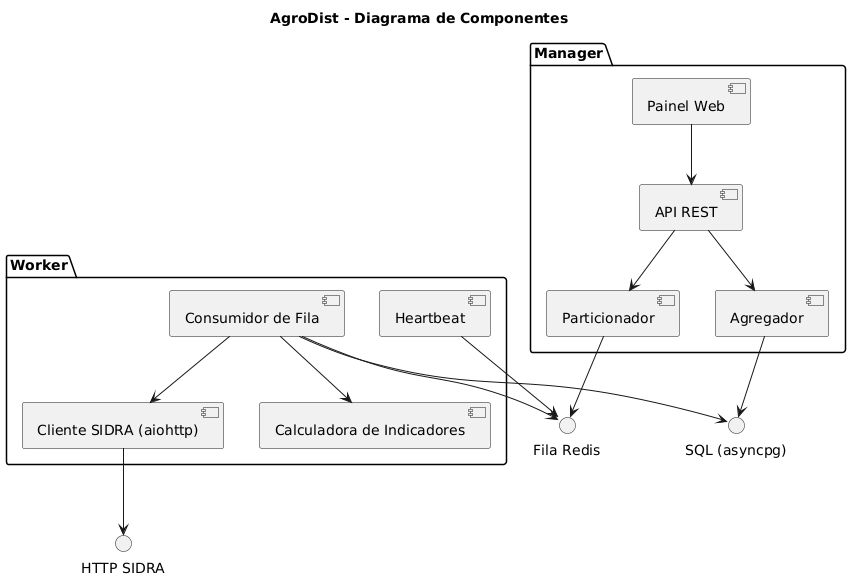 AgroDist - Diagrama de Componentes
Manager
Painel Web
API REST
Particionador
Agregador
Worker
Consumidor de Fila
Heartbeat
Cliente SIDRA (aiohttp)
Calculadora de Indicadores
Fila Redis
SQL (asyncpg)
HTTP SIDRA